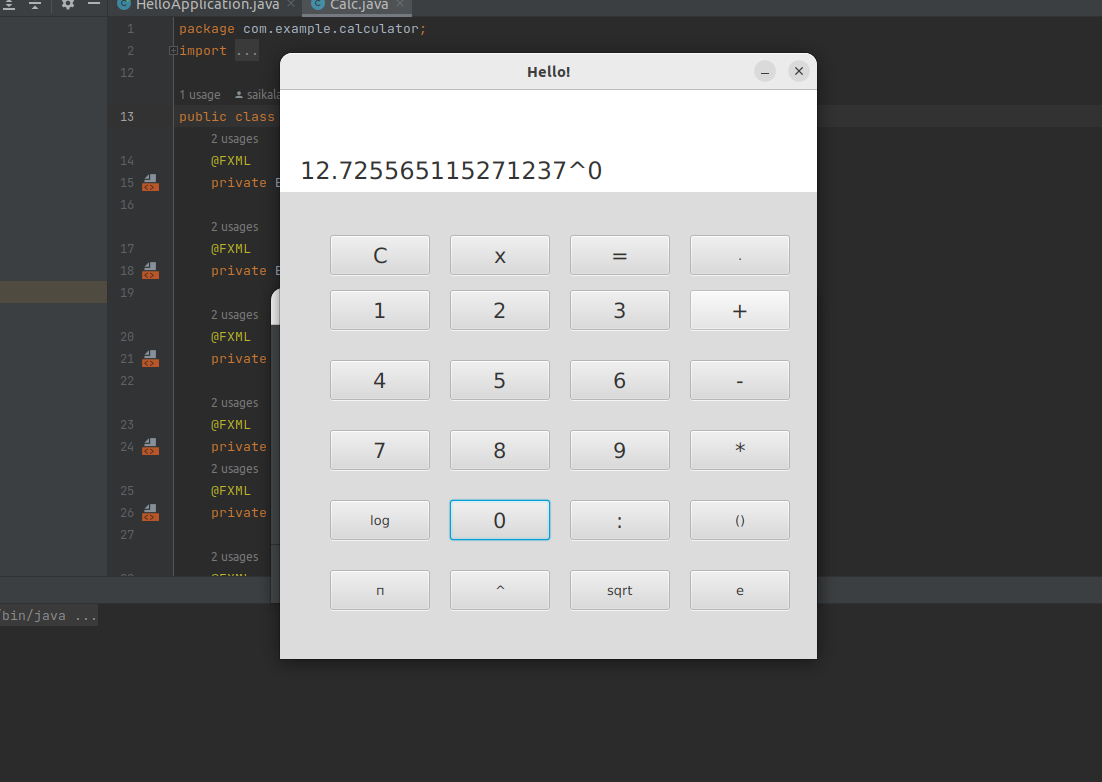 HelloApplication.java
Calc.java
1 package com.example.calculator;
2 import ...
12
1 usage saikala
13 public class
2 usages
14 @FXML
15 private
16
2 usages
17 @FXML
18 private
19
2 usages
20 @FXML
21 private
22
2 usages
23 @FXML
24 private
2 usages
25 @FXML
26 private
27
2 usages
@FXML
bin/java ...
Hello!
12.725565115271237^0
C x = .
1 2 3 +
4 5 6 -
7 8 9 *
log 0 : ()
п ^ sqrt e